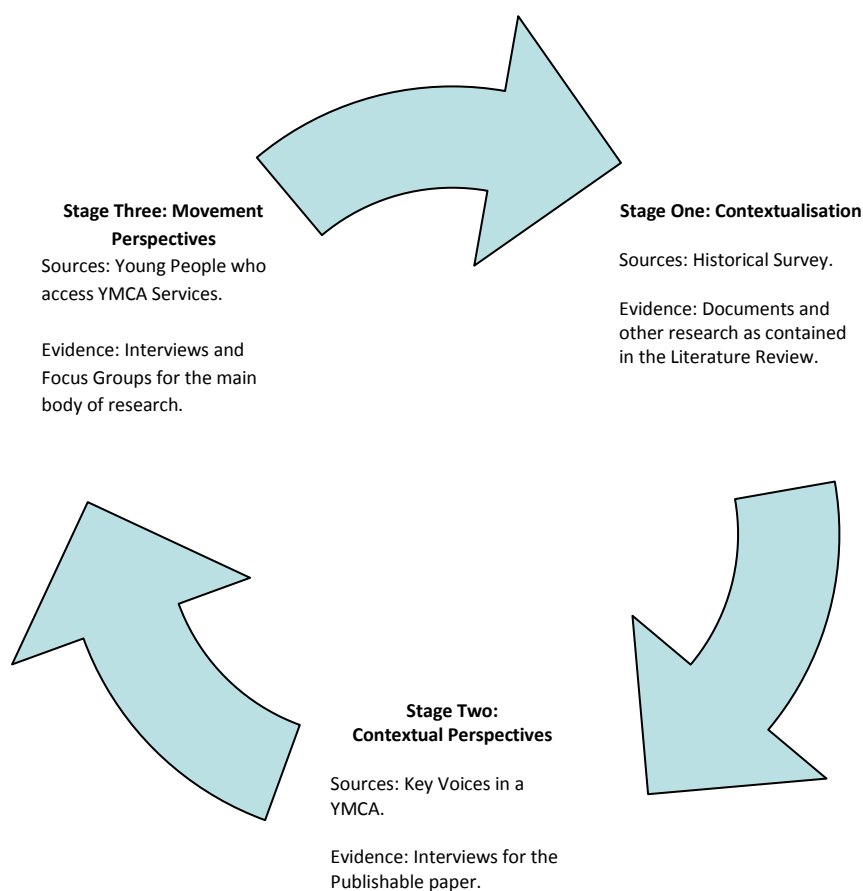 Stage Three: Movement
Perspectives
Sources: Young People who
access YMCA Services.
Evidence: Interviews and
Focus Groups for the main
body of research.
Stage One: Contextualisation
Sources: Historical Survey.
Evidence: Documents and
other research as contained
in the Literature Review.
Stage Two:
Contextual Perspectives
Sources: Key Voices in a
YMCA.
Evidence: Interviews for the
Publishable paper.